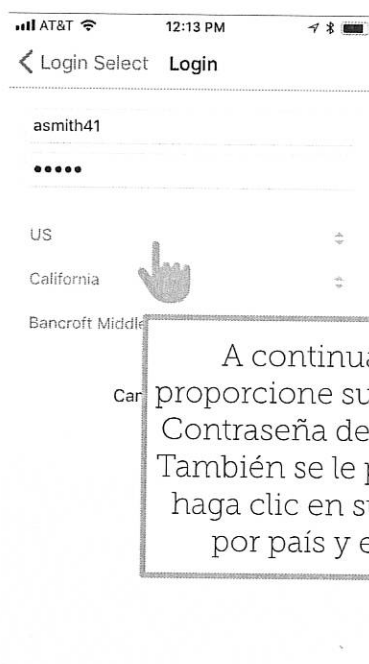 AT&T 12:13 PM
Login Select Login
asmith41
•••••
US
California
Bancroft Middle
A continua
proporcione su
Contraseña de
También se le p
haga clic en su
por país y e